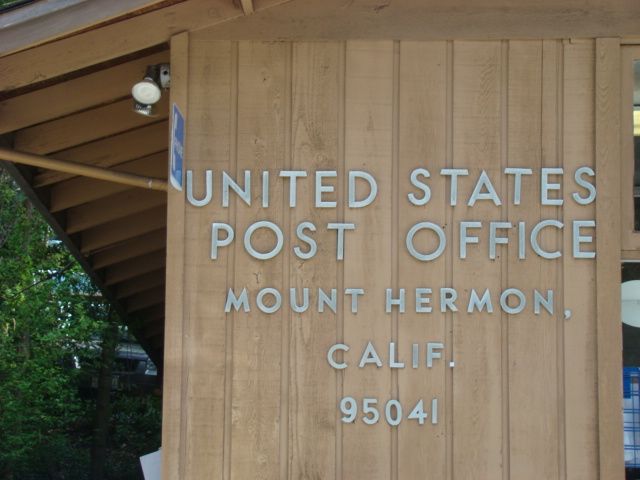 UNITED STATES
POST OFFICE
MOUNT HERMON,
CALIF.
95041